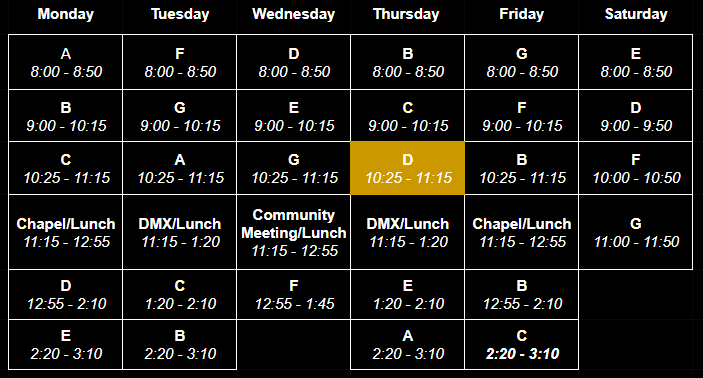 Monday Tuesday Wednesday Thursday Friday Saturday
A F D B G E
8:00 - 8:50 8:00 - 8:50 8:00 - 8:50 8:00 - 8:50 8:00 - 8:50 8:00 - 8:50
B G E C F D
9:00 - 10:15 9:00 - 10:15 9:00 - 10:15 9:00 - 10:15 9:00 - 10:15 9:00 - 9:50
C A G D B F
10:25 - 11:15 10:25 - 11:15 10:25 - 11:15 10:25 - 11:15 10:25 - 11:15 10:00 - 10:50
Chapel/Lunch DMX/Lunch Community Meeting/Lunch DMX/Lunch Chapel/Lunch G
11:15 - 12:55 11:15 - 1:20 11:15 - 12:55 11:15 - 1:20 11:15 - 12:55 11:00 - 11:50
D C F E B
12:55 - 2:10 1:20 - 2:10 12:55 - 1:45 1:20 - 2:10 12:55 - 2:10
E B A C
2:20 - 3:10 2:20 - 3:10 2:20 - 3:10 2:20 - 3:10